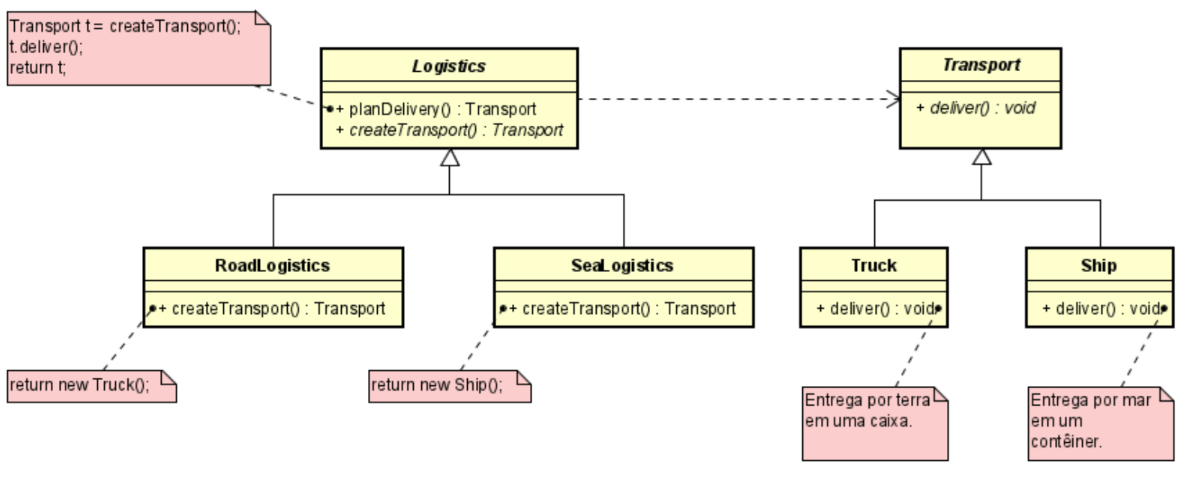 Transport t = createTransport();
t.deliver();
return t;
Logistics
+ planDelivery() : Transport
+ createTransport() : Transport
Transport
+ deliver() : void
RoadLogistics
+ createTransport() : Transport
SeaLogistics
+ createTransport() : Transport
Truck
+ deliver() : void
Ship
+ deliver() : void
return new Truck();
return new Ship();
Entrega por terra
em uma caixa.
Entrega por mar
em um
contêiner.